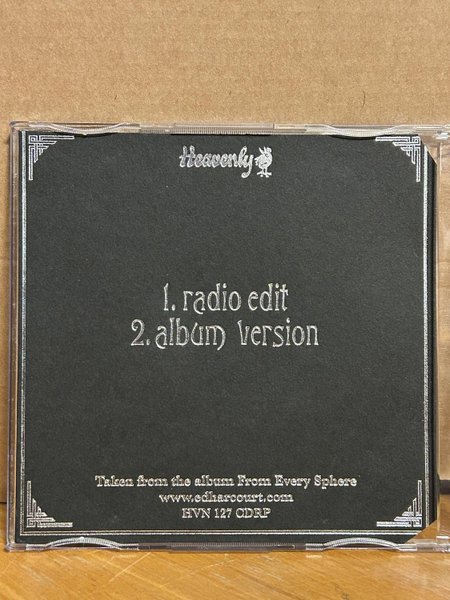 Heavenly
1. radio edit
2. album version
Taken from the album From Every Sphere
www.edharcourt.com
HVN 127 CDRP